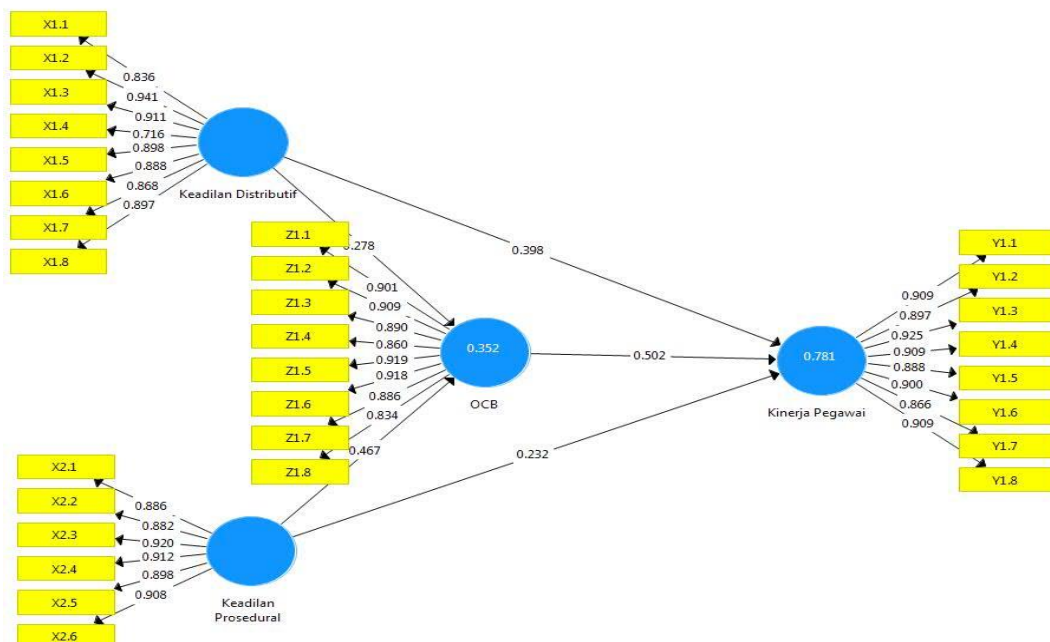 X1.1
X1.2
X1.3
X1.4
X1.5
X1.6
X1.7
X1.8
0.836
0.941
0.911
0.716
0.898
0.888
0.868
0.897
Keadilan Distributif
0.278
0.398
Z1.1
Z1.2
Z1.3
Z1.4
Z1.5
Z1.6
Z1.7
Z1.8
0.901
0.909
0.890
0.860
0.919
0.918
0.886
0.834
0.467
0.352
OCB
0.502
0.232
0.781
Kinerja Pegawai
0.909
0.897
0.925
0.909
0.888
0.900
0.866
0.909
Y1.1
Y1.2
Y1.3
Y1.4
Y1.5
Y1.6
Y1.7
Y1.8
X2.1
X2.2
X2.3
X2.4
X2.5
X2.6
0.886
0.882
0.920
0.912
0.898
0.908
Keadilan
Prosedural